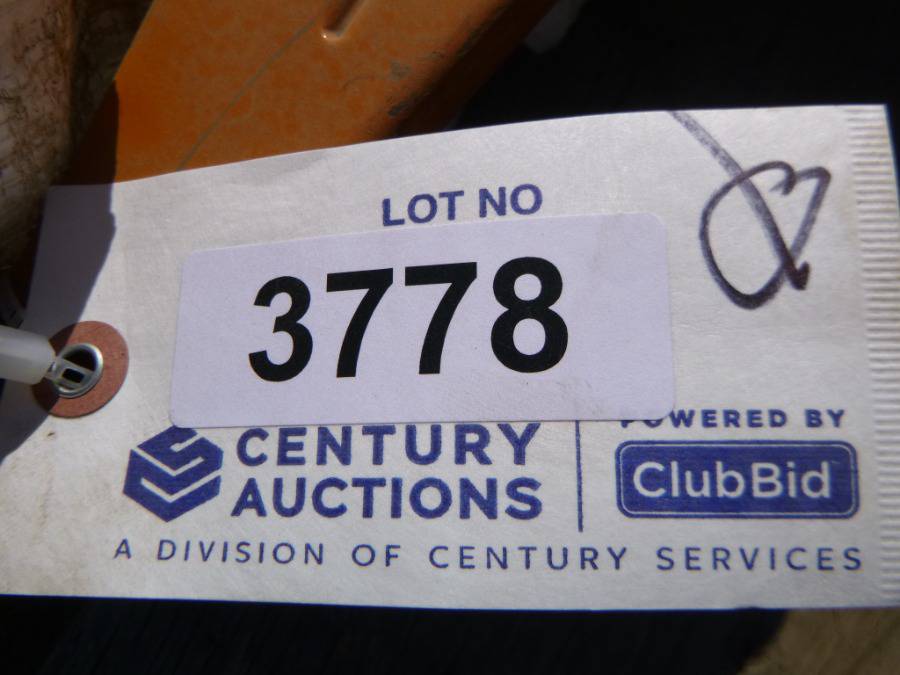 LOT NO
3778
CENTURY
AUCTIONS
POWERED BY
ClubBid
A DIVISION OF CENTURY SERVICES